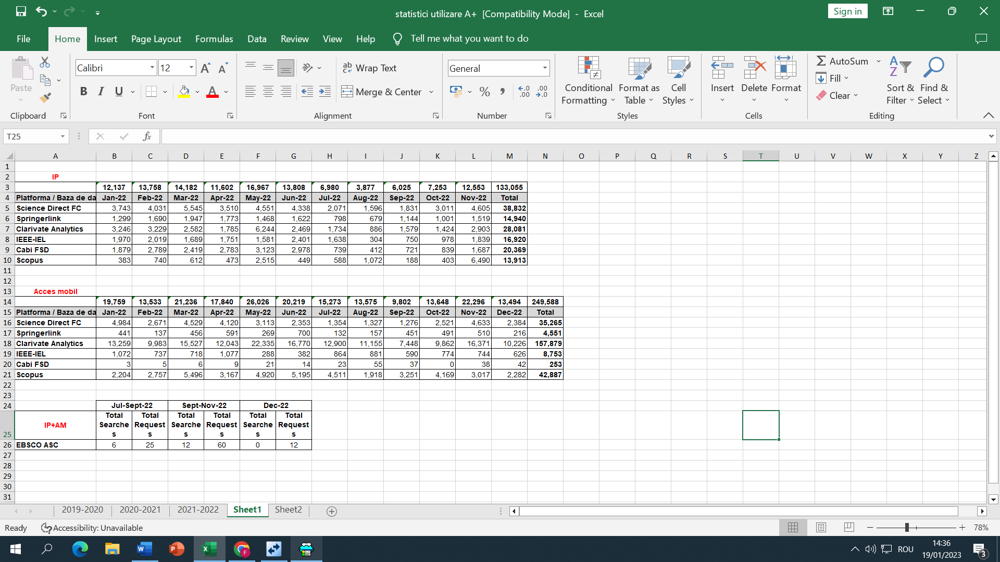 statistici utilizare A+ [Compatibility Mode] - Excel
Sign in
File Home Insert Page Layout Formulas Data Review View Help Tell me what you want to do
Calibri 12 A A ab c Wrap Text General AutoSum
Paste B I U A Merge & Center % Conditional Formatting Format as Table Cell Styles Insert Delete Format Fill Clear Sort & Filter Find & Select
Clipboard Font Alignment Number Styles Cells Editing
T25 fx
A B C D E F G H I J K L M N O P Q R S T U V W X Y Z
1
2 IP
3 12,137 13,758 14,182 11,602 16,967 13,808 6,980 3,877 6,025 7,253 12,553 133,055
4 Platforma / Baza de da Jan-22 Feb-22 Mar-22 Apr-22 May-22 Jun-22 Jul-22 Aug-22 Sep-22 Oct-22 Nov-22 Total
5 Science Direct FC 3,743 4,031 5,545 3,510 4,551 4,338 2,071 1,596 1,831 3,011 4,605 38,832
6 Springerlink 1,299 1,690 1,947 1,773 1,468 1,622 798 679 1,144 1,001 1,519 14,940
7 Clarivate Analytics 3,246 3,229 2,582 1,785 6,244 2,469 1,734 886 1,579 1,424 2,903 28,081
8 IEEE-IEL 1,970 2,019 1,689 1,751 1,581 2,401 1,638 304 750 978 1,839 16,920
9 Cabi FSD 1,879 2,789 2,419 2,783 3,123 2,978 739 412 721 839 1,687 20,369
10 Scopus 383 740 612 473 2,515 449 588 1,072 188 403 6,490 13,913
11
12
13 Acces mobil
14 19,759 13,533 21,236 17,840 26,026 20,219 15,273 13,575 9,802 13,648 22,296 13,494 249,588
15 Platforma / Baza de da Jan-22 Feb-22 Mar-22 Apr-22 May-22 Jun-22 Jul-22 Aug-22 Sep-22 Oct-22 Nov-22 Dec-22 Total
16 Science Direct FC 4,984 2,671 4,529 4,120 3,113 2,353 1,354 1,327 1,276 2,521 4,633 2,384 35,265
17 Springerlink 441 137 456 591 269 700 132 157 451 491 510 216 4,551
18 Clarivate Analytics 13,259 9,983 15,527 12,043 22,335 16,770 12,900 11,155 7,448 9,862 16,371 10,226 157,879
19 IEEE-IEL 1,072 737 718 1,077 288 382 864 881 590 774 744 626 8,753
20 Cabi FSD 3 5 6 9 21 14 23 55 37 0 38 42 253
21 Scopus 2,204 2,757 5,496 3,167 4,920 5,195 4,511 1,918 3,251 4,169 3,017 2,282 42,887
22
23
24 Jul-Sept-22 Sept-Nov-22 Dec-22
Total Total Total Total Total Total
IP+AM Searche Request Searche Request Searche Request
25 s s s s s s
26 EBSCO ASC 6 25 12 60 0 12
27
28
29
30
31
2019-2020 2020-2021 2021-2022 Sheet1 Sheet2
Ready Accessibility: Unavailable 78%
14:36
ROU
19/01/2023
3